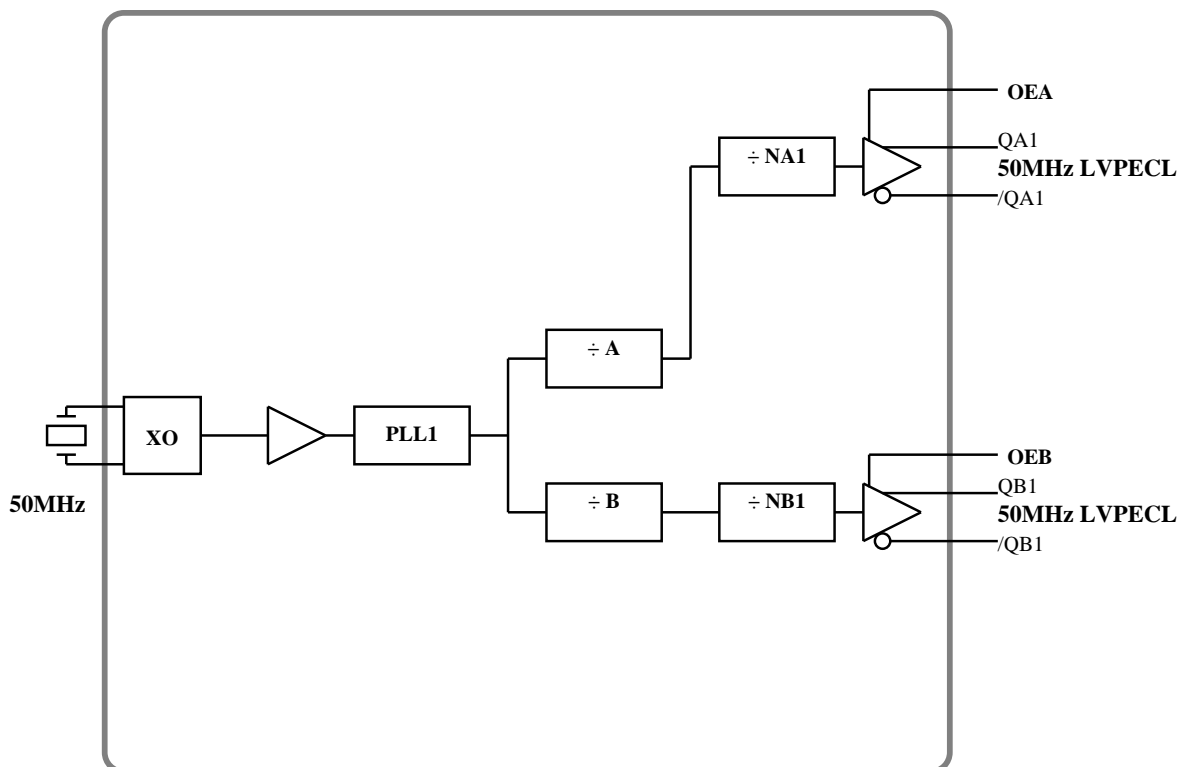 OEA
÷ NA1
QA1
50MHz LVPECL
/QA1
÷ A
XO
PLL1
50MHz
OEB
÷ B
÷ NB1
QB1
50MHz LVPECL
/QB1